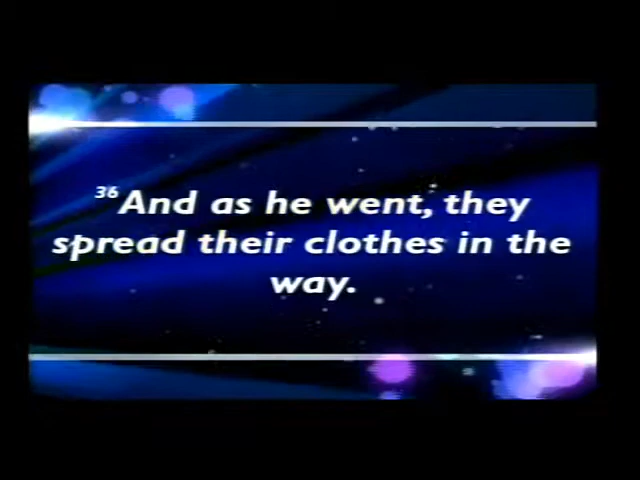 36And as he went, they
spread their clothes in the
way.